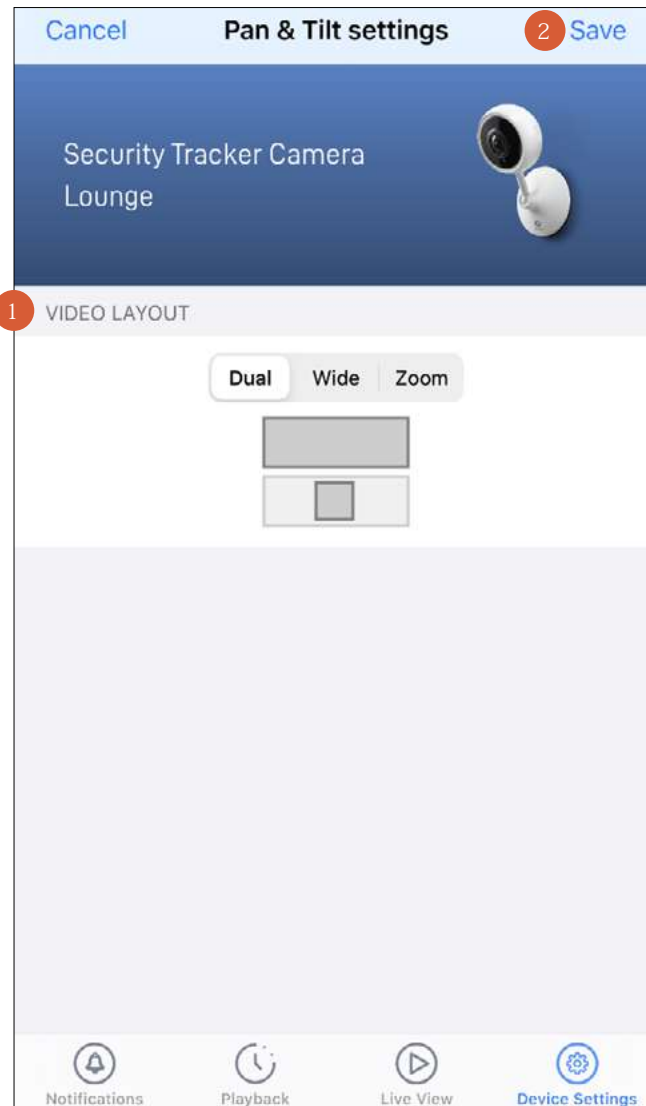 Cancel Pan & Tilt settings 2 Save
Security Tracker Camera
Lounge
1 VIDEO LAYOUT
Dual Wide Zoom
Notifications Playback Live View Device Settings